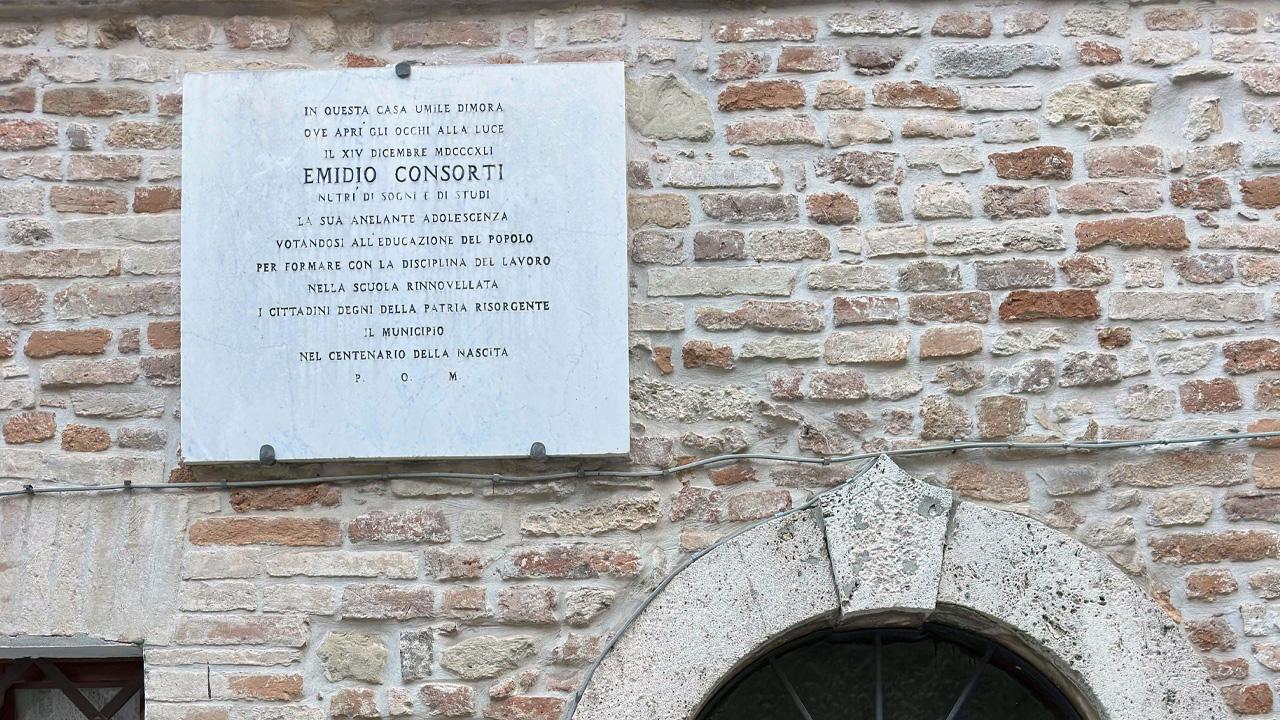 IN QUESTA CASA UMILE DIMORA
OVE APRI' GLI OCCHI ALLA LUCE
IL XIV DICEMBRE MDCCCXLI
EMIDIO CONSORTI
NUTRI' DI SOGNI E DI STUDI
LA SUA ANELANTE ADOLESCENZA
VOTANDOSI ALL'EDUCAZIONE DEL POPOLO
PER FORMARE CON LA DISCIPLINA DEL LAVORO
NELLA SCUOLA RINNOVELLATA
I CITTADINI DEGNI DELLA PATRIA RISORGENTE
IL MUNICIPIO
NEL CENTENARIO DELLA NASCITA
P. O. M.